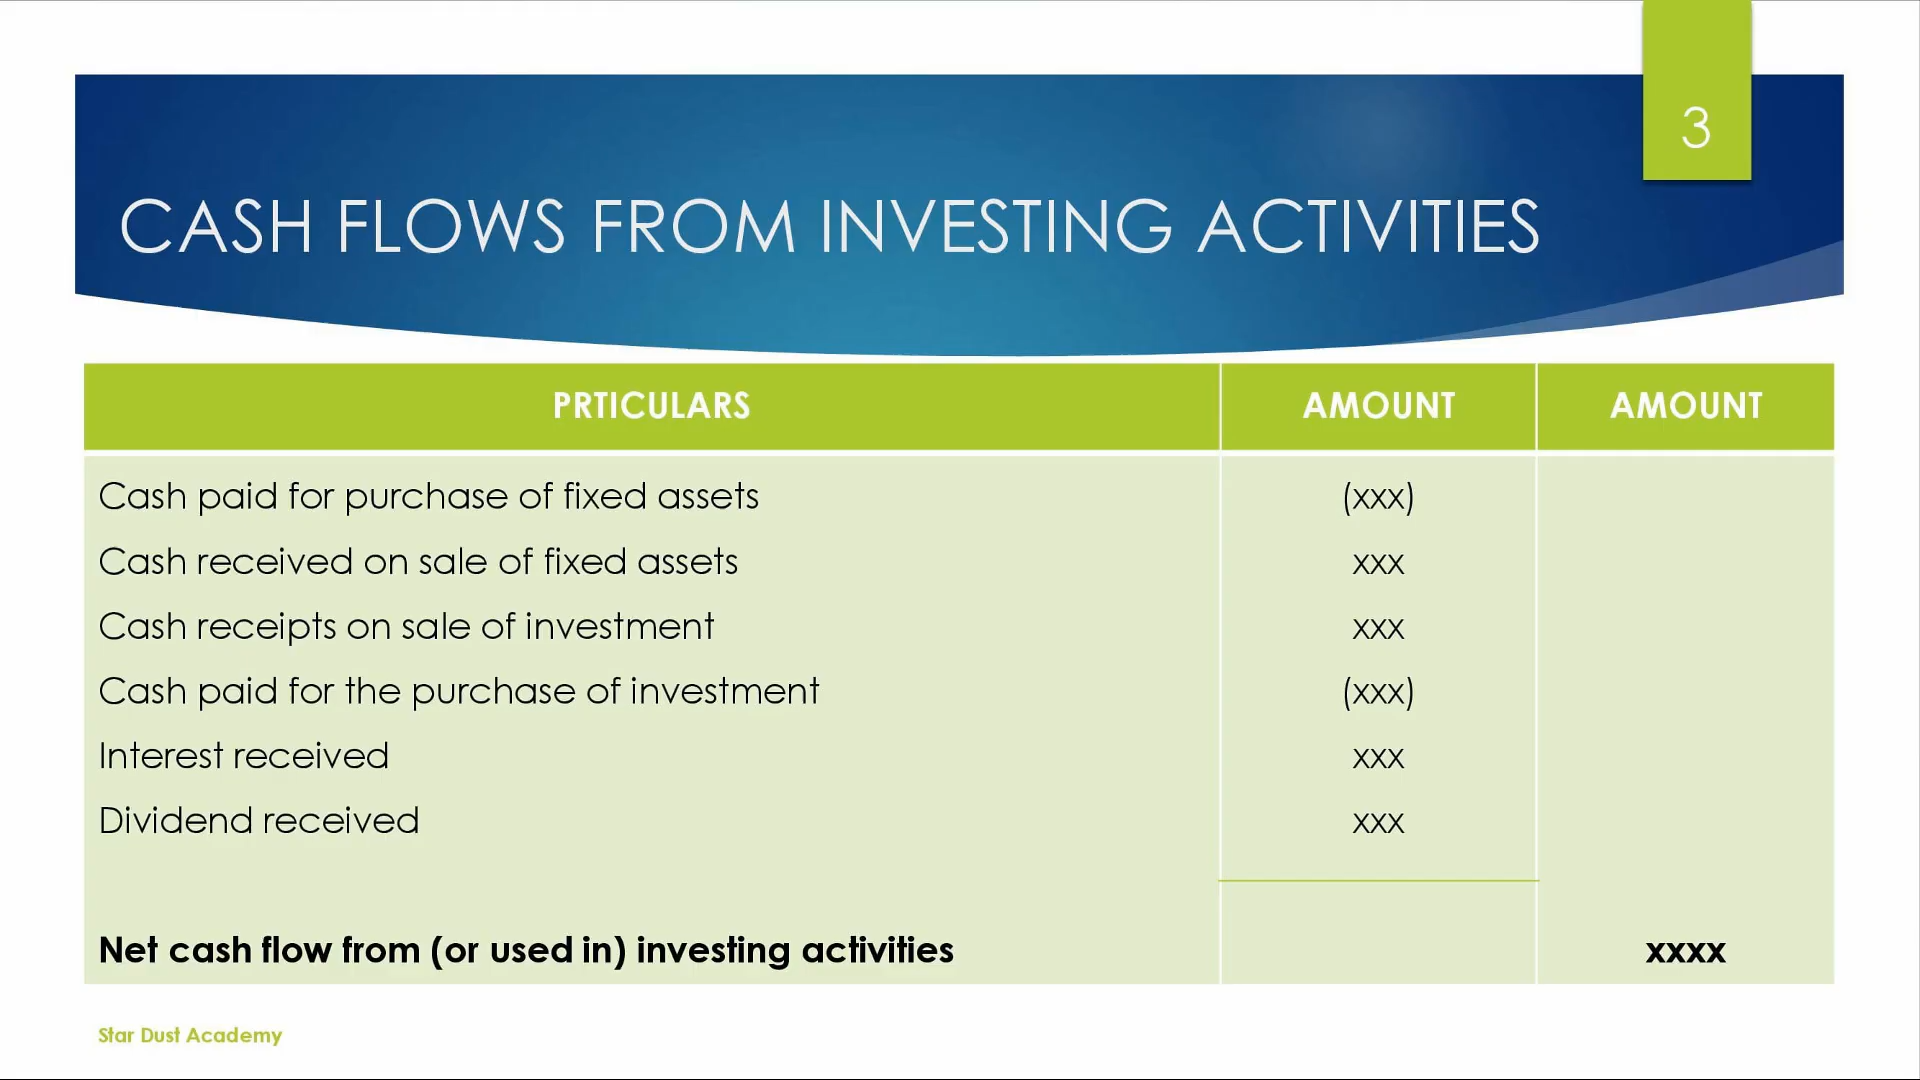 3
CASH FLOWS FROM INVESTING ACTIVITIES
PRTICULARS AMOUNT AMOUNT
Cash paid for purchase of fixed assets (xxx)
Cash received on sale of fixed assets xxx
Cash receipts on sale of investment xxx
Cash paid for the purchase of investment (xxx)
Interest received xxx
Dividend received xxx
Net cash flow from (or used in) investing activities xxxx
Star Dust Academy